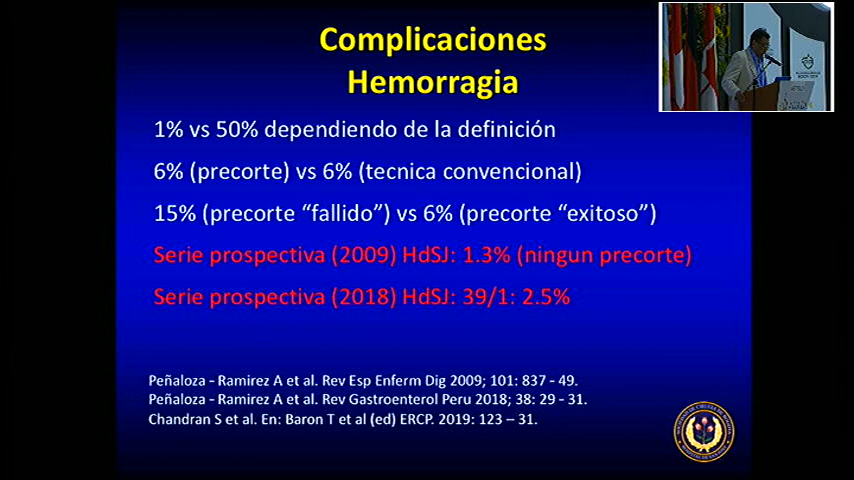 Complicaciones
Hemorragia
1% vs 50% dependiendo de la definición
6% (precorte) vs 6% (tecnica convencional)
15% (precorte “fallido”) vs 6% (precorte “exitoso”)
Serie prospectiva (2009) HdSJ: 1.3% (ningun precorte)
Serie prospectiva (2018) HdSJ: 39/1: 2.5%
Peñaloza - Ramirez A et al. Rev Esp Enferm Dig 2009; 101: 837 - 49.
Peñaloza - Ramirez A et al. Rev Gastroenterol Peru 2018; 38: 29 - 31.
Chandran S et al. En: Baron T et al (ed) ERCP. 2019: 123 – 31.